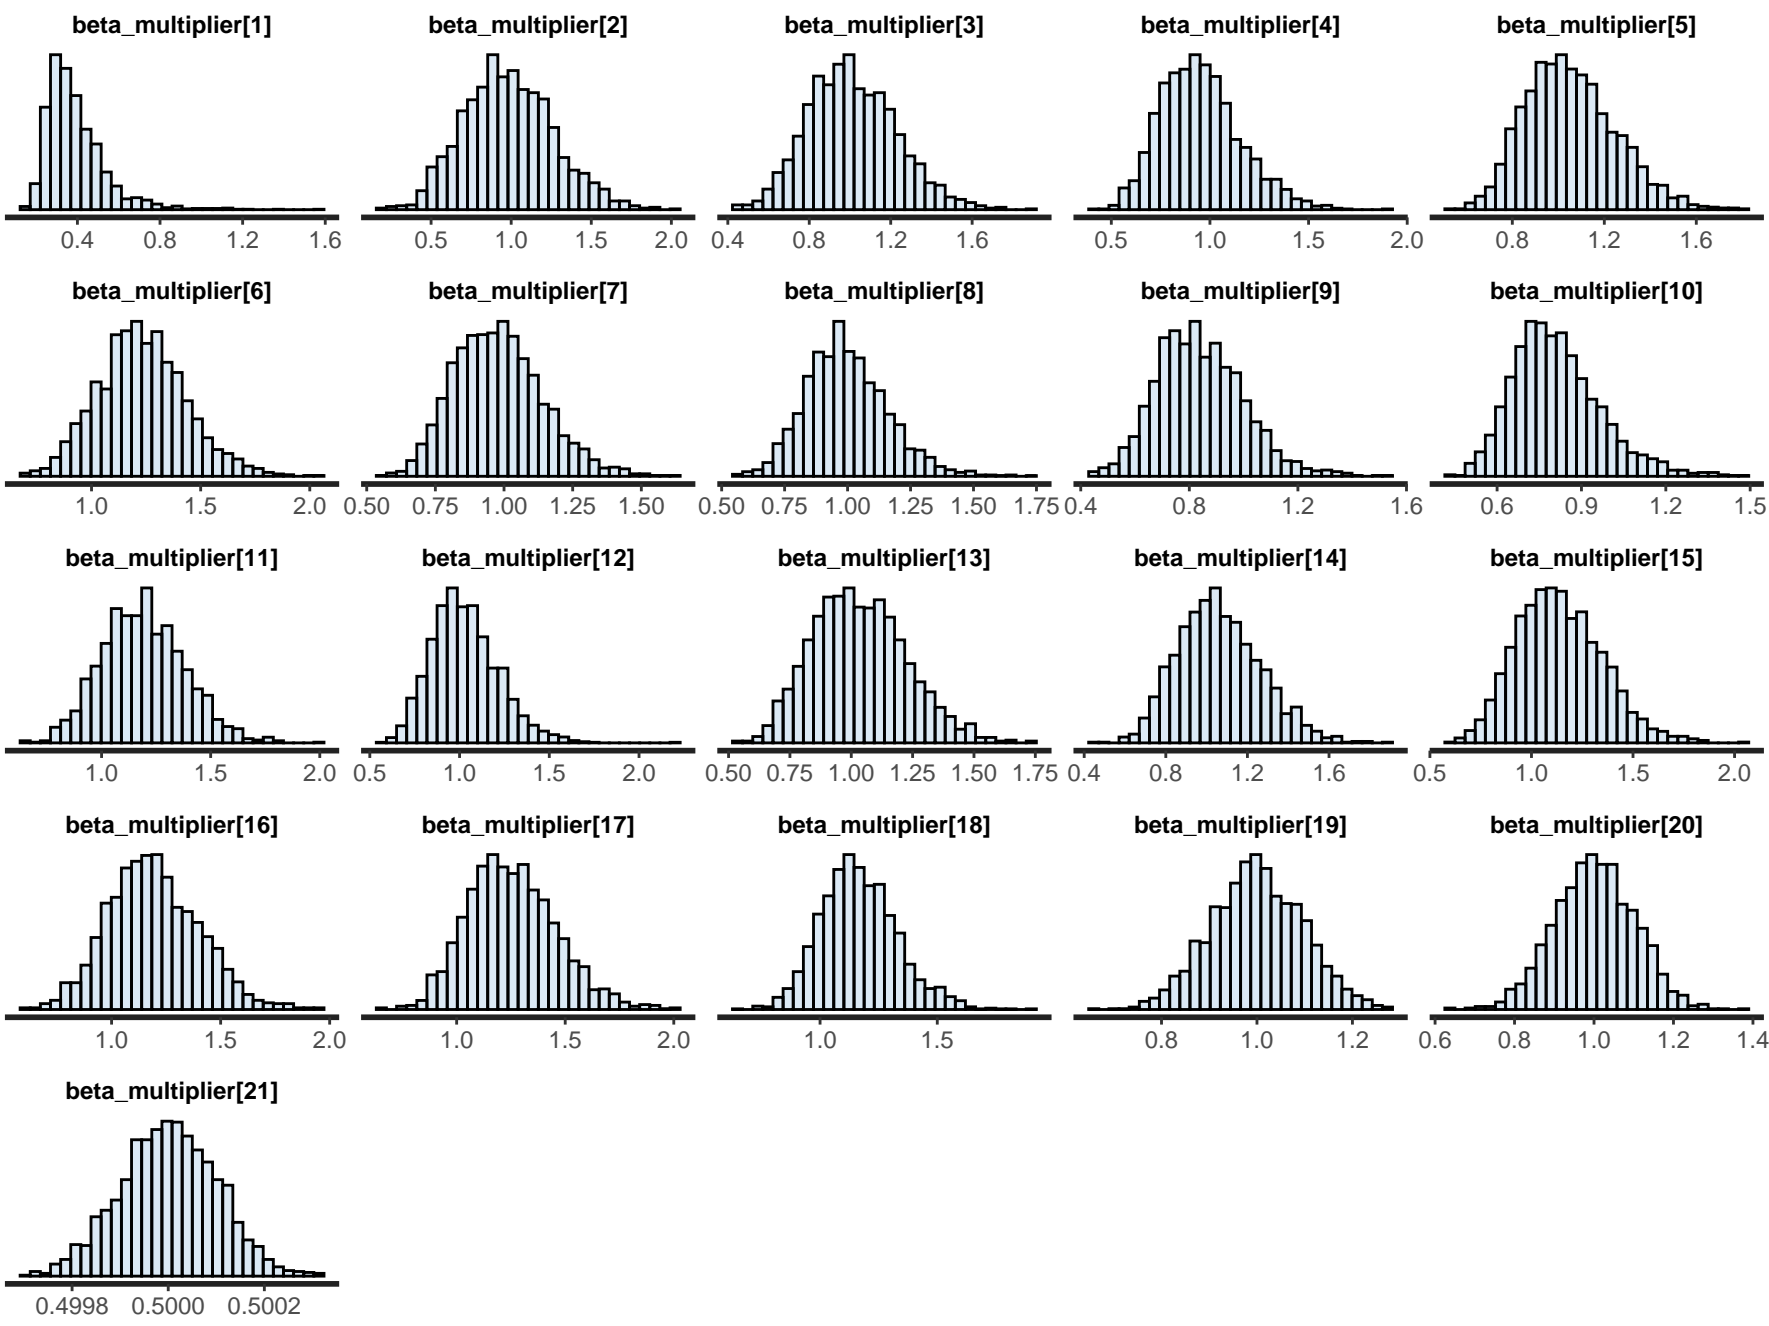 beta_multiplier[1] beta_multiplier[2] beta_multiplier[3] beta_multiplier[4] beta_multiplier[5]
0.4 0.8 1.2 1.6 0.5 1.0 1.5 2.0 0.4 0.8 1.2 1.6 0.5 1.0 1.5 2.0 0.8 1.2 1.6
beta_multiplier[6] beta_multiplier[7] beta_multiplier[8] beta_multiplier[9] beta_multiplier[10]
1.0 1.5 2.0 0.50 0.75 1.00 1.25 1.50 0.50 0.75 1.00 1.25 1.50 1.75 0.4 0.8 1.2 1.6 0.6 0.9 1.2 1.5
beta_multiplier[11] beta_multiplier[12] beta_multiplier[13] beta_multiplier[14] beta_multiplier[15]
1.0 1.5 2.0 0.5 1.0 1.5 2.0 0.50 0.75 1.00 1.25 1.50 1.75 0.4 0.8 1.2 1.6 0.5 1.0 1.5 2.0
beta_multiplier[16] beta_multiplier[17] beta_multiplier[18] beta_multiplier[19] beta_multiplier[20]
1.0 1.5 2.0 1.0 1.5 2.0 1.0 1.5 0.8 1.0 1.2 0.6 0.8 1.0 1.2 1.4
beta_multiplier[21]
0.4998 0.5000 0.5002